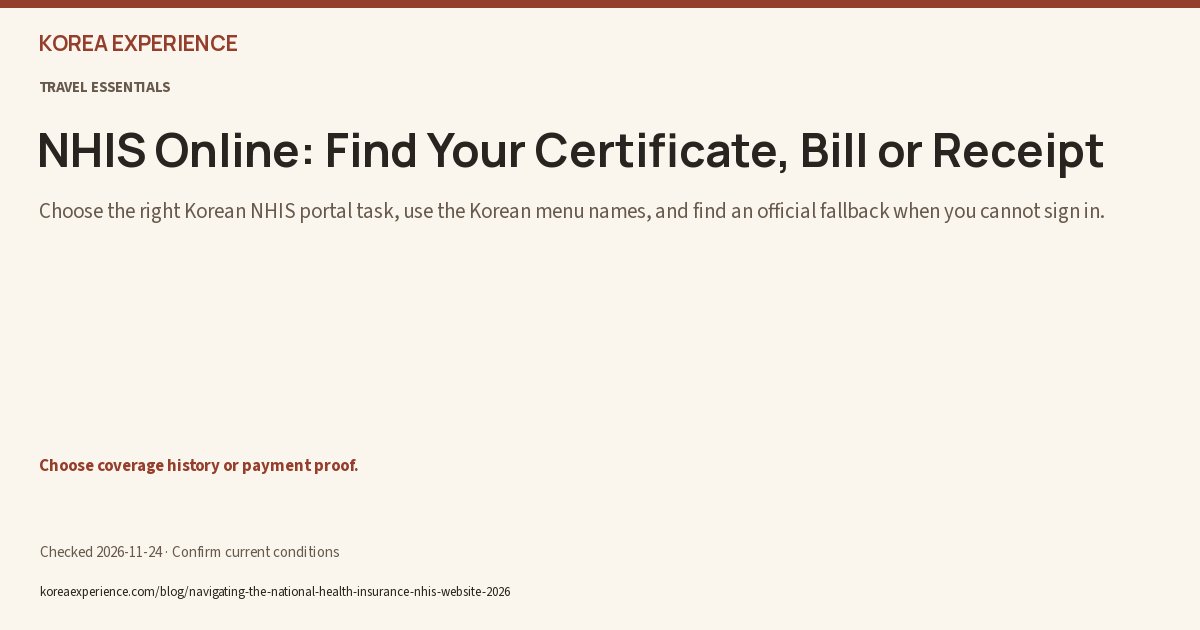 KOREA EXPERIENCE
TRAVEL ESSENTIALS
NHIS Online: Find Your Certificate, Bill or Receipt
Choose the right Korean NHIS portal task, use the Korean menu names, and find an official fallback when you cannot sign in.
Choose coverage history or payment proof.
Checked 2026-11-24 · Confirm current conditions
koreaexperience.com/blog/navigating-the-national-health-insurance-nhis-website-2026